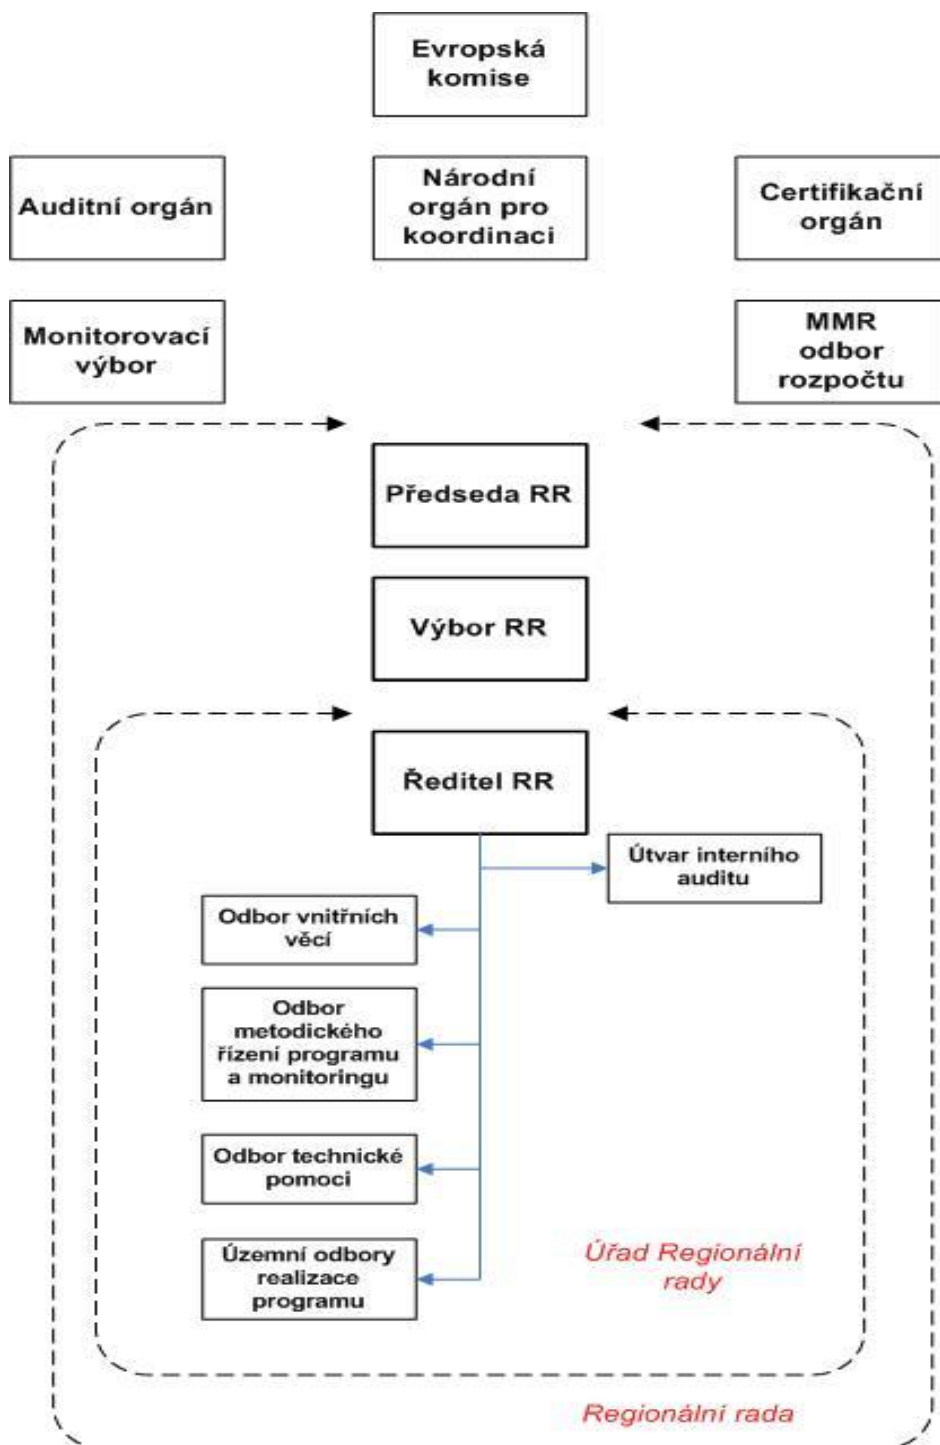 Evropská
komise
Auditní orgán
Národní
orgán pro
koordinaci
Certifikační
orgán
Monitorovací
výbor
MMR
odbor
rozpočtu
Předseda RR
Výbor RR
Ředitel RR
Útvar interního
auditu
Odbor vnitřních
věcí
Odbor
metodického
řízení programu
a monitoringu
Odbor technické
pomoci
Územní odbory
realizace
programu
Úřad Regionální
rady
Regionální rada